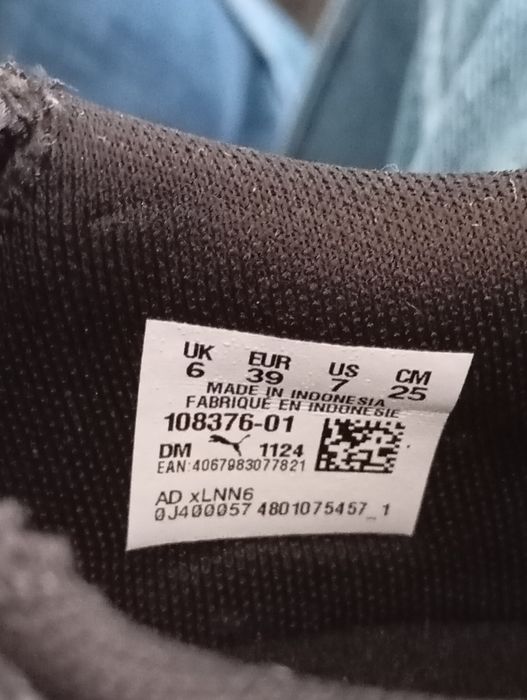 UK EUR US CM
6 39 7 25
MADE IN INDONESIA
FABRIQUÉ EN INDONESIE
108376-01
DM 1124
EAN:4067983077821
AD xLNN6
0J400057 4801075457_1